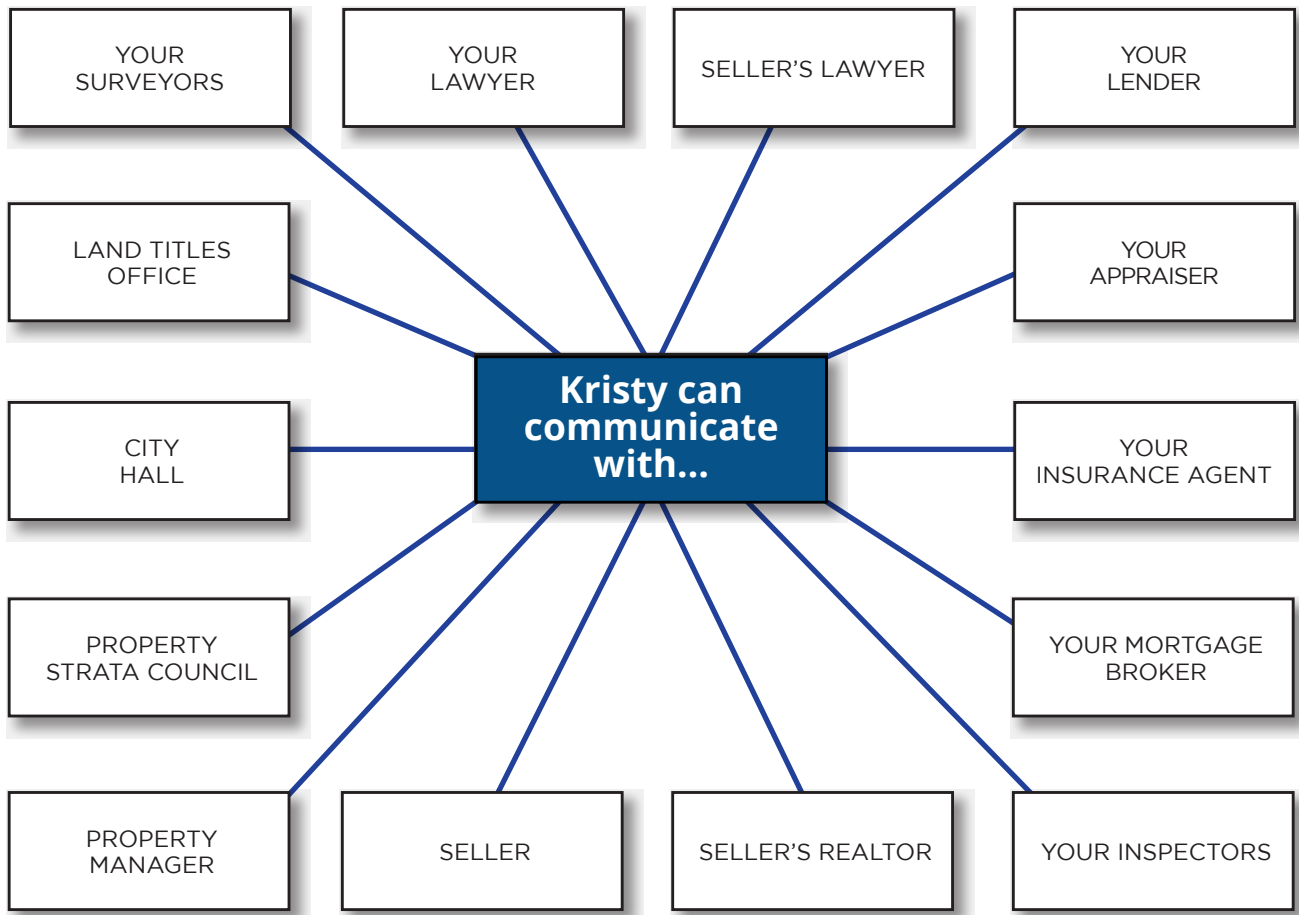 YOUR
SURVEYORS
YOUR
LAWYER
SELLER'S LAWYER
YOUR
LENDER
LAND TITLES
OFFICE
YOUR
APPRAISER
Kristy can
communicate
with...
CITY
HALL
YOUR
INSURANCE AGENT
PROPERTY
STRATA COUNCIL
YOUR MORTGAGE
BROKER
PROPERTY
MANAGER
SELLER
SELLER'S REALTOR
YOUR INSPECTORS